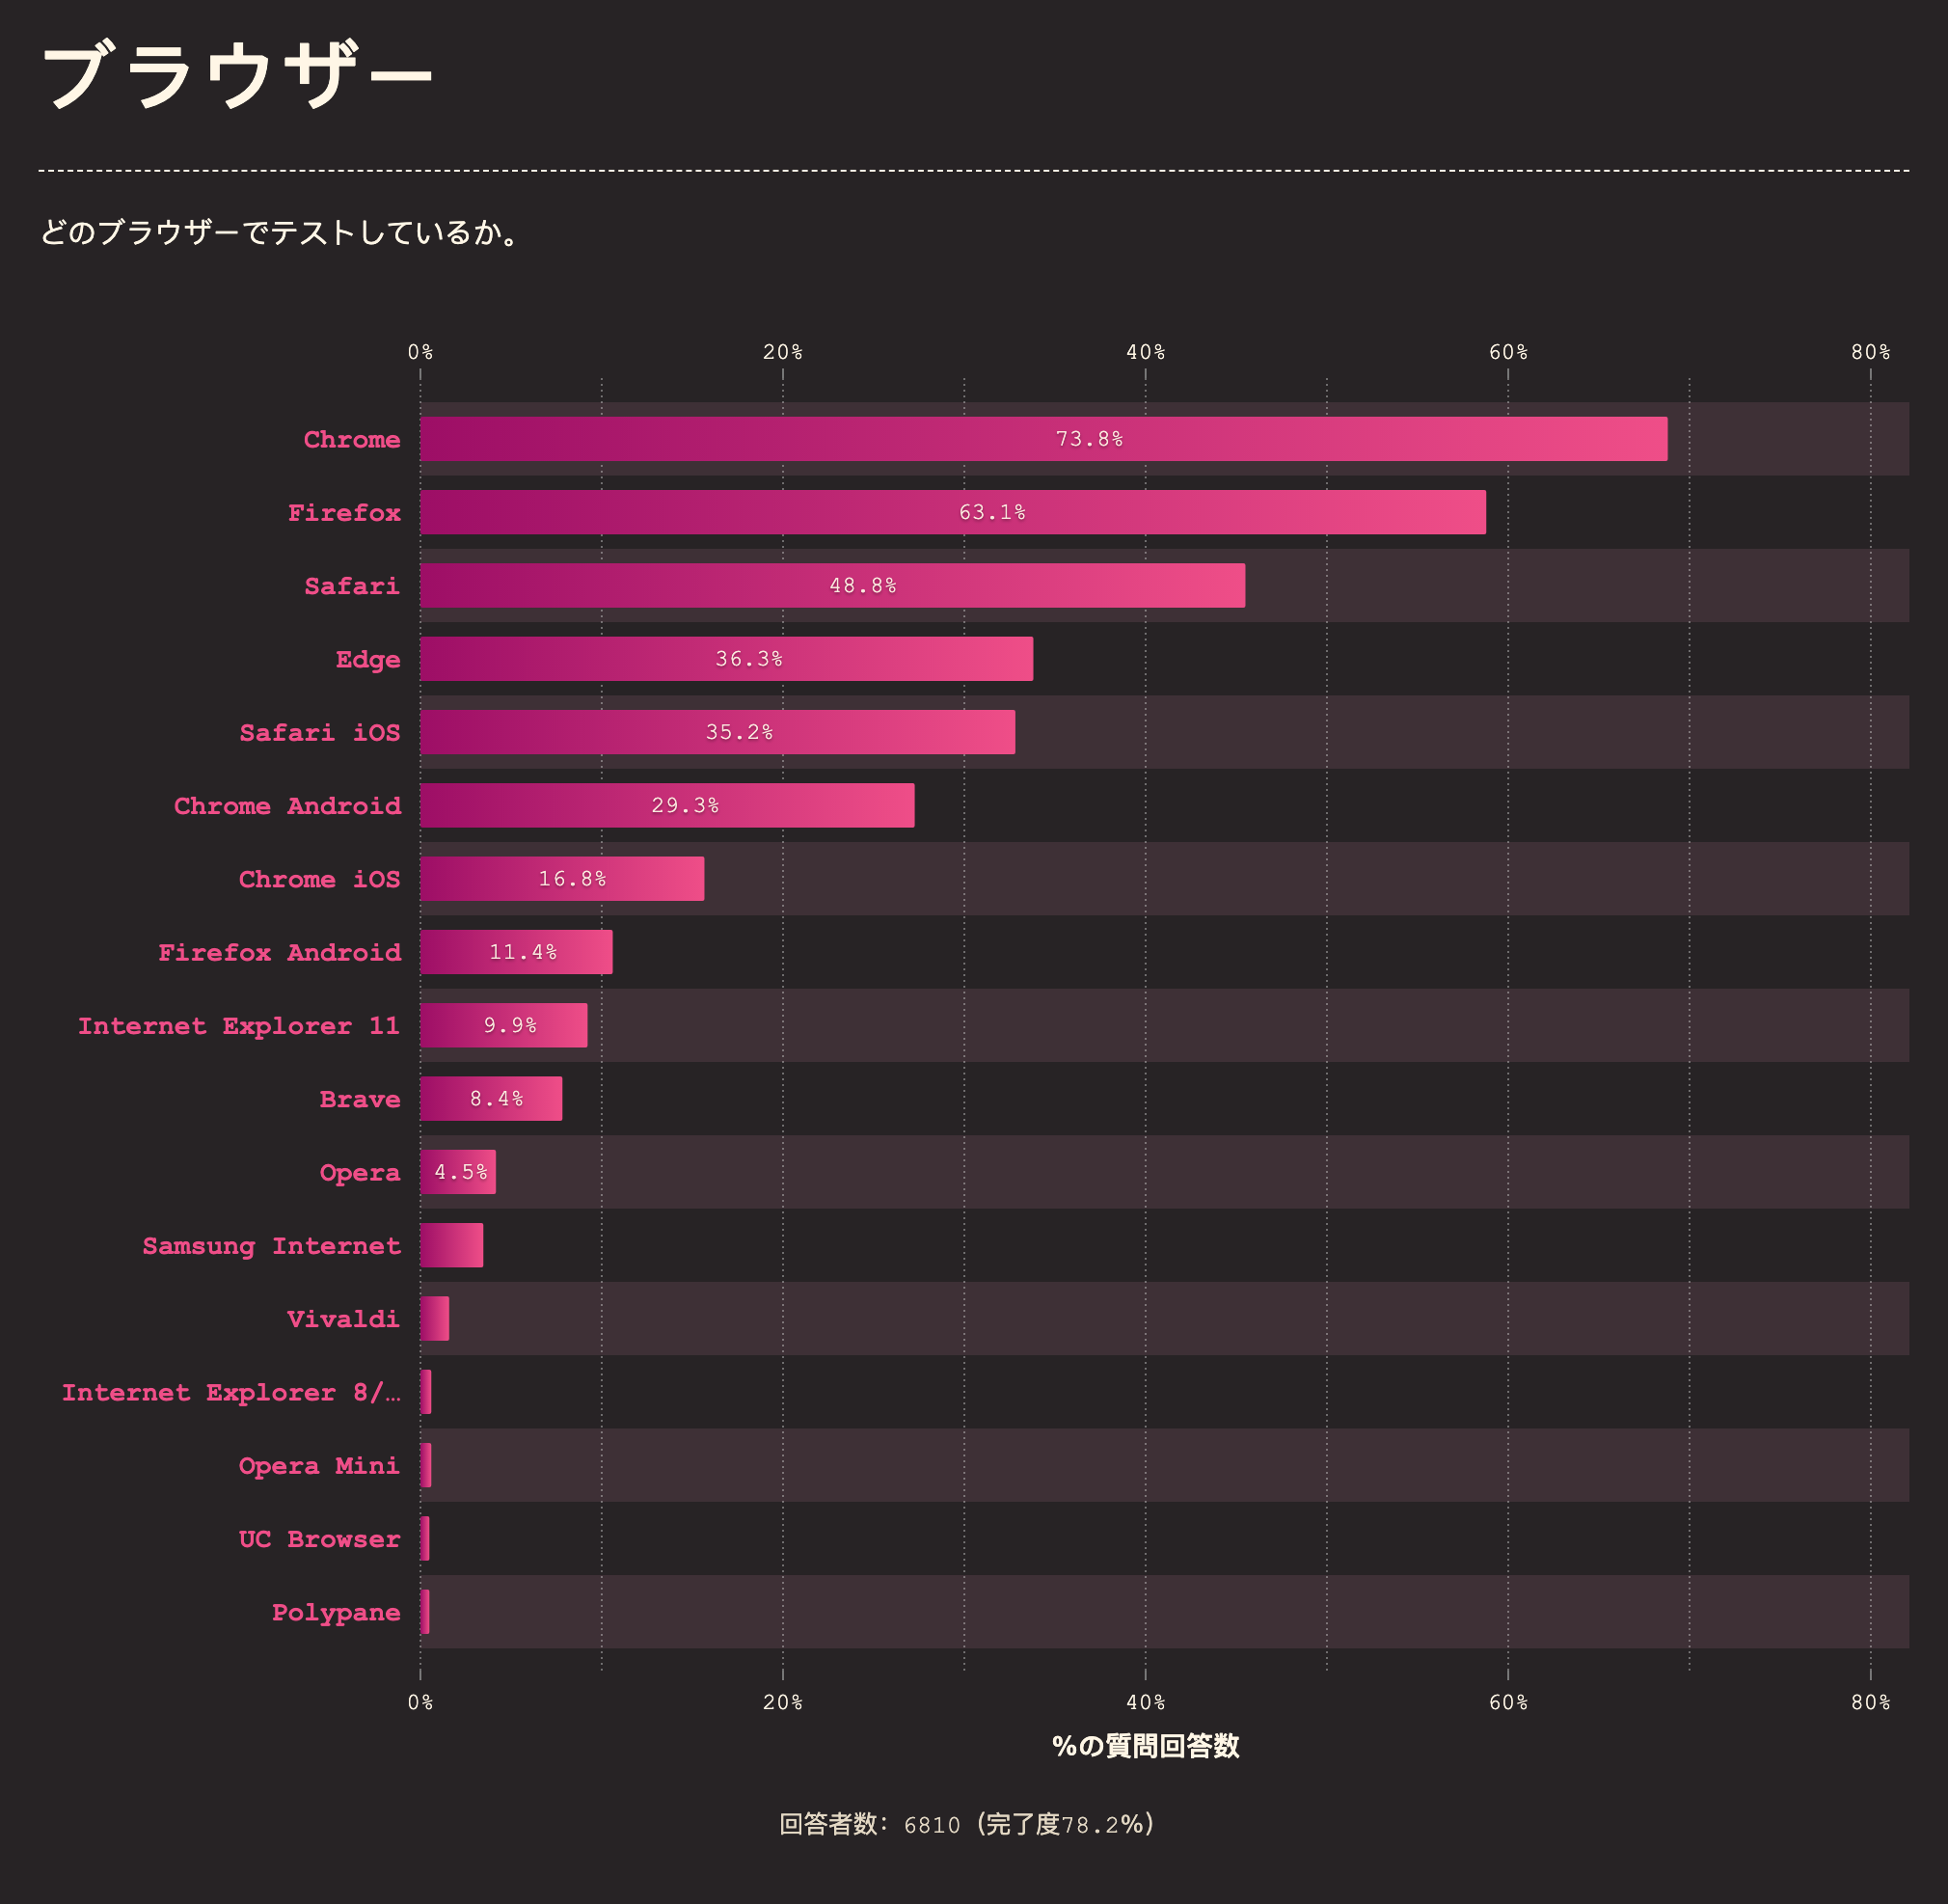 ブラウザー
どのブラウザーでテストしているか。
0% 20% 40% 60% 80%
Chrome 73.8%
Firefox 63.1%
Safari 48.8%
Edge 36.3%
Safari iOS 35.2%
Chrome Android 29.3%
Chrome iOS 16.8%
Firefox Android 11.4%
Internet Explorer 11 9.9%
Brave 8.4%
Opera 4.5%
Samsung Internet
Vivaldi
Internet Explorer 8/…
Opera Mini
UC Browser
Polypane
0% 20% 40% 60% 80%
%の質問回答数
回答者数: 6810 (完了度78.2%)